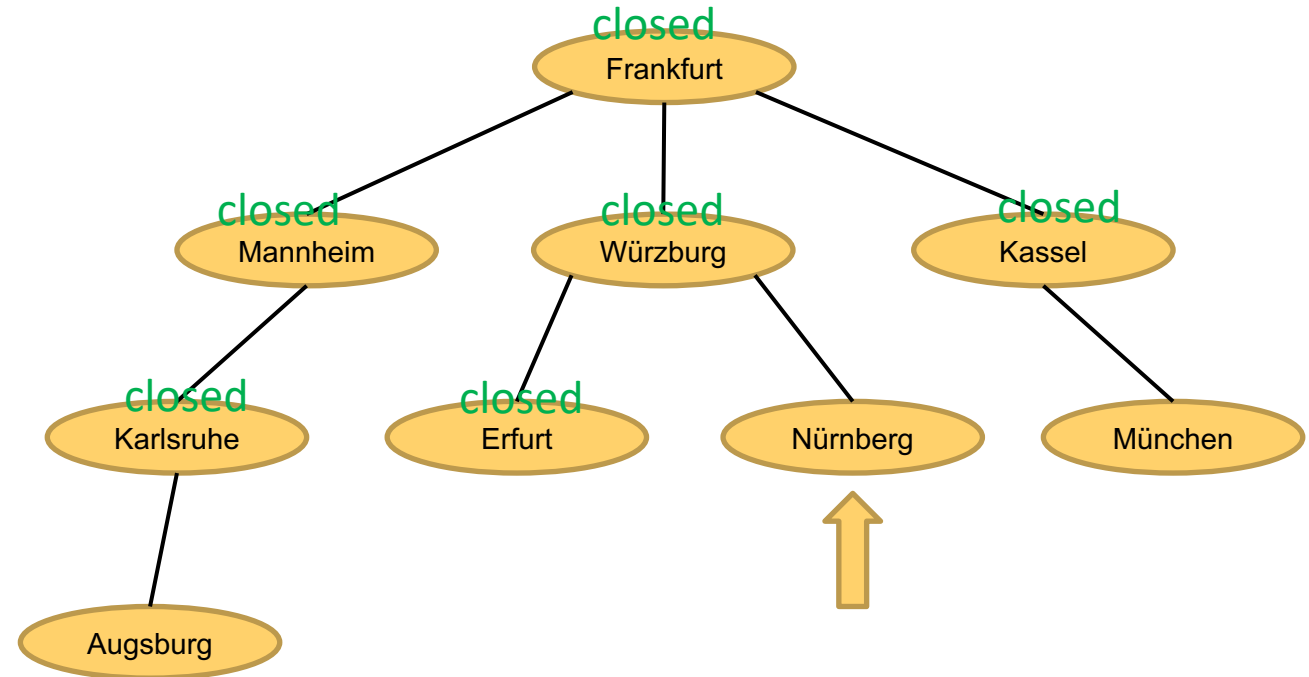 closed
Frankfurt
closed
Mannheim
closed
Würzburg
closed
Kassel
closed
Karlsruhe
closed
Erfurt
Nürnberg
München
Augsburg